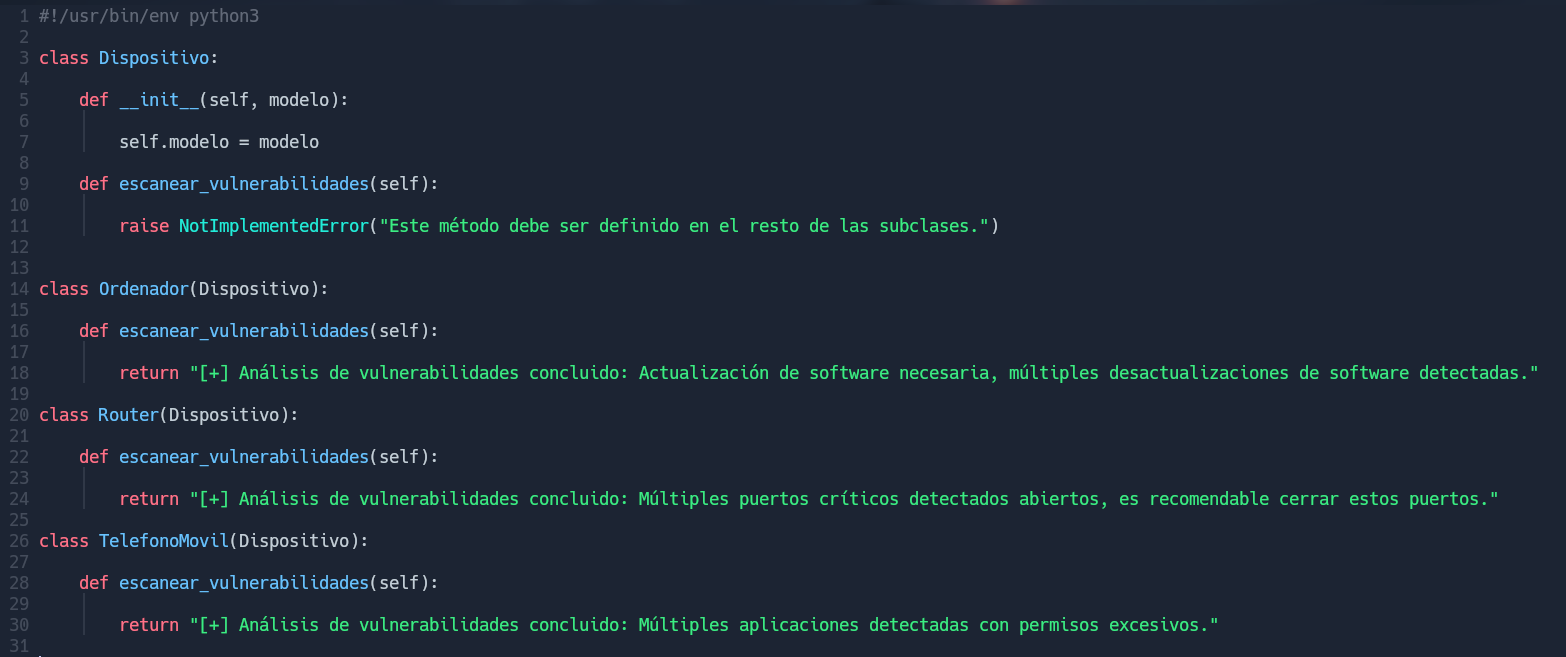 1 #!/usr/bin/env python3
2
3 class Dispositivo:
4
5     def __init__(self, modelo):
6
7         self.modelo = modelo
8
9     def escanear_vulnerabilidades(self):
10
11         raise NotImplementedError("Este método debe ser definido en el resto de las subclases.")
12
13
14 class Ordenador(Dispositivo):
15
16     def escanear_vulnerabilidades(self):
17
18         return "[+] Análisis de vulnerabilidades concluido: Actualización de software necesaria, múltiples desactualizaciones de software detectadas."
19
20 class Router(Dispositivo):
21
22     def escanear_vulnerabilidades(self):
23
24         return "[+] Análisis de vulnerabilidades concluido: Múltiples puertos críticos detectados abiertos, es recomendable cerrar estos puertos."
25
26 class TelefonoMovil(Dispositivo):
27
28     def escanear_vulnerabilidades(self):
29
30         return "[+] Análisis de vulnerabilidades concluido: Múltiples aplicaciones detectadas con permisos excesivos."
31